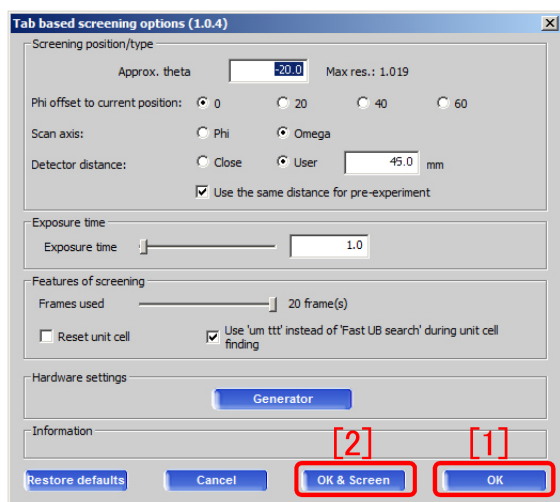 Tab based screening options (1.0.4)
Screening position/type
Approx. theta -20.0 Max res.: 1.019
Phi offset to current position: 0 20 40 60
Scan axis: Phi Omega
Detector distance: Close User 45.0 mm
Use the same distance for pre-experiment
Exposure time
Exposure time 1.0
Features of screening
Frames used 20 frame(s)
Reset unit cell Use 'um ttt' instead of 'Fast UB search' during unit cell
finding
Hardware settings
Generator
Information
[2] [1]
Restore defaults Cancel OK & Screen OK